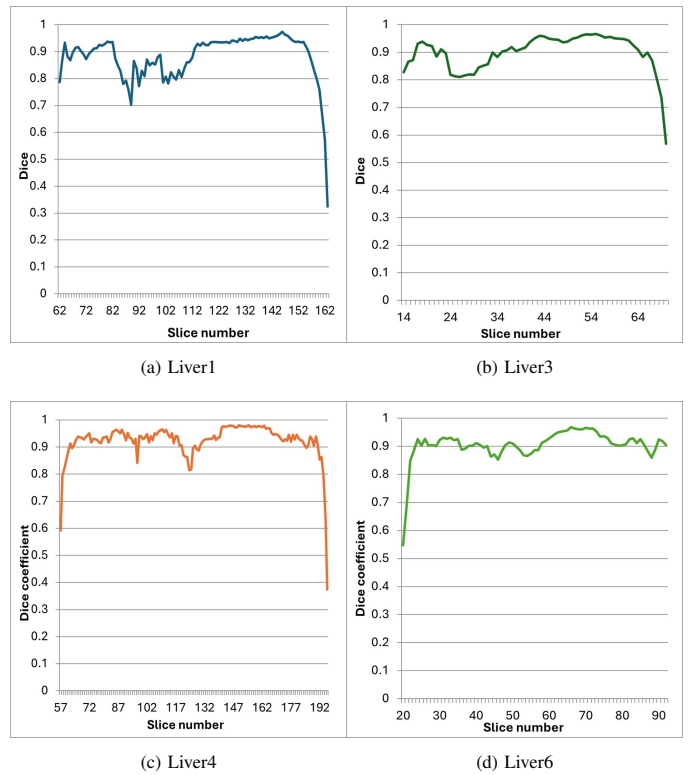 1
0.9
0.8
0.7
0.6
0.5
0.4
0.3
0.2
0.1
0
Dice
62 72 82 92 102 112 122 132 142 152 162
Slice number
(a) Liver1
1
0.9
0.8
0.7
0.6
0.5
0.4
0.3
0.2
0.1
0
Dice
14 24 34 44 54 64
Slice number
(b) Liver3
1
0.9
0.8
0.7
0.6
0.5
0.4
0.3
0.2
0.1
0
Dice coefficient
57 72 87 102 117 132 147 162 177 192
Slice number
(c) Liver4
1
0.9
0.8
0.7
0.6
0.5
0.4
0.3
0.2
0.1
0
Dice coefficient
20 30 40 50 60 70 80 90
Slice number
(d) Liver6